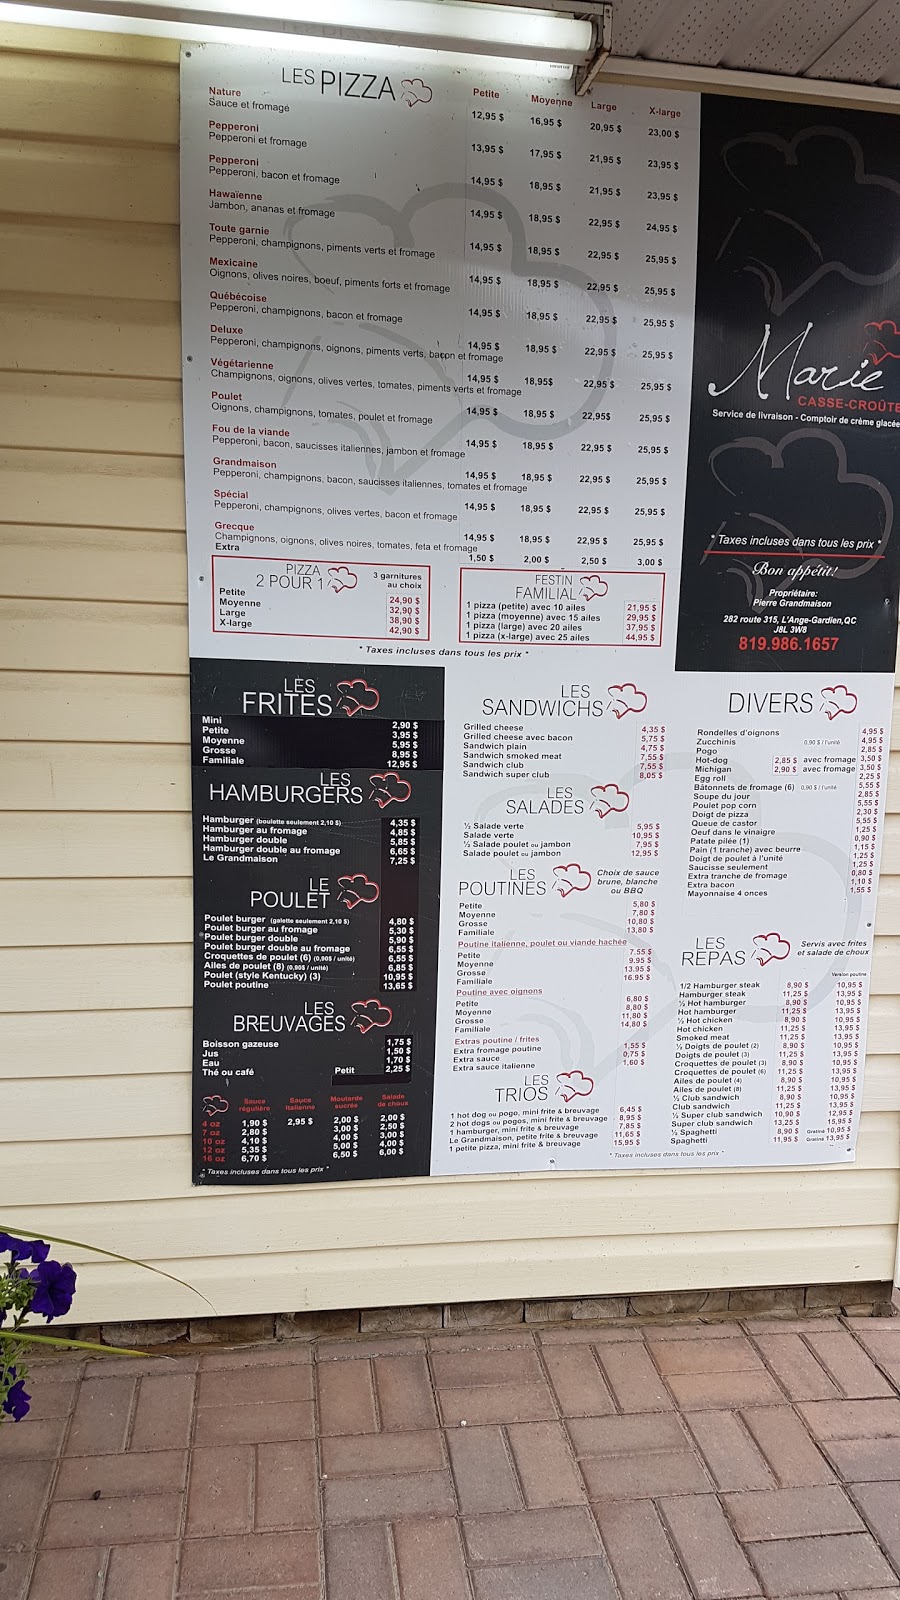 LES PIZZA
Petite Moyenne Large X-large
Nature 12,95 $ 16,95 $ 20,95 $ 23,00 $
Sauce et fromage
Pepperoni 13,95 $ 17,95 $ 21,95 $ 23,95 $
Pepperoni et fromage
Pepperoni 14,95 $ 18,95 $ 21,95 $ 23,95 $
Pepperoni, bacon et fromage
Hawaïenne 14,95 $ 18,95 $ 22,95 $ 24,95 $
Jambon, ananas et fromage
Toute garnie 14,95 $ 18,95 $ 22,95 $ 25,95 $
Pepperoni, champignons, piments verts et fromage
Mexicaine 14,95 $ 18,95 $ 22,95 $ 25,95 $
Oignons, olives noires, boeuf, piments forts et fromage
Québécoise 14,95 $ 18,95 $ 22,95 $ 25,95 $
Pepperoni, champignons, bacon et fromage
Deluxe 14,95 $ 18,95 $ 22,95 $ 25,95 $
Pepperoni, champignons, oignons, piments verts, bacon et fromage
Végétarienne 14,95 $ 18,95$ 22,95 $ 25,95 $
Champignons, oignons, olives vertes, tomates, piments verts et fromage
Poulet 14,95 $ 18,95 $ 22,95$ 25,95 $
Oignons, champignons, tomates, poulet et fromage
Fou de la viande 14,95 $ 18,95 $ 22,95 $ 25,95 $
Pepperoni, bacon, saucisses italiennes, jambon et fromage
Grandmaison 14,95 $ 18,95 $ 22,95 $ 25,95 $
Pepperoni, champignons, bacon, saucisses italiennes, tomates et fromage
Spécial 14,95 $ 18,95 $ 22,95 $ 25,95 $
Pepperoni, champignons, olives vertes, bacon et fromage
Grecque 14,95 $ 18,95 $ 22,95 $ 25,95 $
Champignons, oignons, olives noires, tomates, feta et fromage
Extra 1,50 $ 2,00 $ 2,50 $ 3,00 $
PIZZA
2 POUR 1
3 garnitures
au choix
Petite 24,90 $
Moyenne 32,90 $
Large 38,90 $
X-large 42,90 $
FESTIN
FAMILIAL
1 pizza (petite) avec 10 ailes 21,95 $
1 pizza (moyenne) avec 15 ailes 29,95 $
1 pizza (large) avec 20 ailes 37,95 $
1 pizza (x-large) avec 25 ailes 44,95 $
* Taxes incluses dans tous les prix *
Marie
CASSE-CROÛTE
Service de livraison - Comptoir de crème glacée
* Taxes incluses dans tous les prix *
Bon appétit!
Propriétaire:
Pierre Grandmaison
282 route 315, L'Ange-Gardien,QC
J8L 3W8
819.986.1657
LES
FRITES
Mini 2,90 $
Petite 3,95 $
Moyenne 5,95 $
Grosse 8,95 $
Familiale 12,95 $
LES
HAMBURGERS
Hamburger (boulette seulement 2,10 $) 4,35 $
Hamburger au fromage 4,85 $
Hamburger double 5,85 $
Hamburger double au fromage 6,65 $
Le Grandmaison 7,25 $
LE
POULET
Poulet burger (galette seulement 2,10 $) 4,80 $
Poulet burger au fromage 5,30 $
Poulet burger double 5,90 $
Poulet burger double au fromage 6,55 $
Croquettes de poulet (6) (0,90$ / unité) 6,55 $
Ailes de poulet (8) (0,90$ / unité) 6,85 $
Poulet (style Kentucky) (3) 10,95 $
Poulet poutine 13,65 $
LES
BREUVAGES
Boisson gazeuse 1,75 $
Jus 1,50 $
Eau 1,70 $
Thé ou café Petit 2,25 $
Sauce régulière Sauce italienne Moutarde sucrée Salade de choux
4 oz 1,90 $ 2,95 $ 2,00 $ 2,00 $
7 oz 2,80 $ 3,00 $ 2,50 $
10 oz 4,10 $ 4,00 $ 3,00 $
12 oz 5,35 $ 5,00 $ 4,00 $
16 oz 6,70 $ 6,50 $ 6,00 $
* Taxes incluses dans tous les prix *
LES
SANDWICHS
Grilled cheese 4,35 $
Grilled cheese avec bacon 5,75 $
Sandwich plain 4,75 $
Sandwich smoked meat 7,55 $
Sandwich club 7,55 $
Sandwich super club 8,05 $
LES
SALADES
½ Salade verte 5,95 $
Salade verte 10,95 $
½ Salade poulet ou jambon 7,95 $
Salade poulet ou jambon 12,95 $
LES
POUTINES
Choix de sauce
brune, blanche
ou BBQ
Petite 5,80 $
Moyenne 7,80 $
Grosse 10,80 $
Familiale 13,80 $
Poutine italienne, poulet ou viande hachée
Petite 7.55 $
Moyenne 9.95 $
Grosse 13.95 $
Familiale 16.95 $
Poutine avec oignons
Petite 6,80 $
Moyenne 8,80 $
Grosse 11,80 $
Familiale 14,80 $
Extras poutine / frites
Extra fromage poutine 1,55 $
Extra sauce 0,75 $
Extra sauce italienne 1,60 $
LES
TRIOS
1 hot dog ou pogo, mini frite & breuvage 6,45 $
2 hot dogs ou pogos, mini frite & breuvage 8,95 $
1 hamburger, mini frite & breuvage 7,85 $
Le Grandmaison, petite frite & breuvage 11,65 $
1 petite pizza, mini frite & breuvage 15,95 $
* Taxes incluses dans tous les prix *
DIVERS
Rondelles d'oignons 4,95 $
Zucchinis 0,90 $ / l'unité 4,95 $
Pogo 2,85 $
Hot-dog 2,85 $ avec fromage 3,50 $
Michigan 2,90 $ avec fromage 3,50 $
Egg roll 2,25 $
Bâtonnets de fromage (6) 0,90 $ / l'unité 5,55 $
Soupe du jour 2,85 $
Poulet pop corn 5,55 $
Doigt de pizza 2,30 $
Queue de castor 5,55 $
Oeuf dans le vinaigre 1,25 $
Patate pilée (1) 0,90 $
Pain (1 tranche) avec beurre 1,15 $
Doigt de poulet à l'unité 1,25 $
Saucisse seulement 1,25 $
Extra tranche de fromage 0,80 $
Extra bacon 1,10 $
Mayonnaise 4 onces 1,55 $
LES
REPAS
Servis avec frites
et salade de choux
Version poutine
1/2 Hamburger steak 8,90 $ 10,95 $
Hamburger steak 11,25 $ 13,95 $
½ Hot hamburger 8,90 $ 10,95 $
Hot hamburger 11,25 $ 13,95 $
½ Hot chicken 8,90 $ 10,95 $
Hot chicken 11,25 $ 13,95 $
Smoked meat 11,25 $ 13,95 $
½ Doigts de poulet (2) 8,90 $ 10,95 $
Doigts de poulet (3) 11,25 $ 13,95 $
Croquettes de poulet (3) 8,90 $ 10,95 $
Croquettes de poulet (6) 11,25 $ 13,95 $
Ailes de poulet (4) 8,90 $ 10,95 $
Ailes de poulet (8) 11,25 $ 13,95 $
½ Club sandwich 8,90 $ 10,95 $
Club sandwich 11,25 $ 13,95 $
½ Super club sandwich 10,90 $ 12,95 $
Super club sandwich 13,25 $ 15,95 $
½ Spaghetti 8,90 $ Gratiné 10,95 $
Spaghetti 11,95 $ Gratiné 13,95 $
* Taxes incluses dans tous les prix *